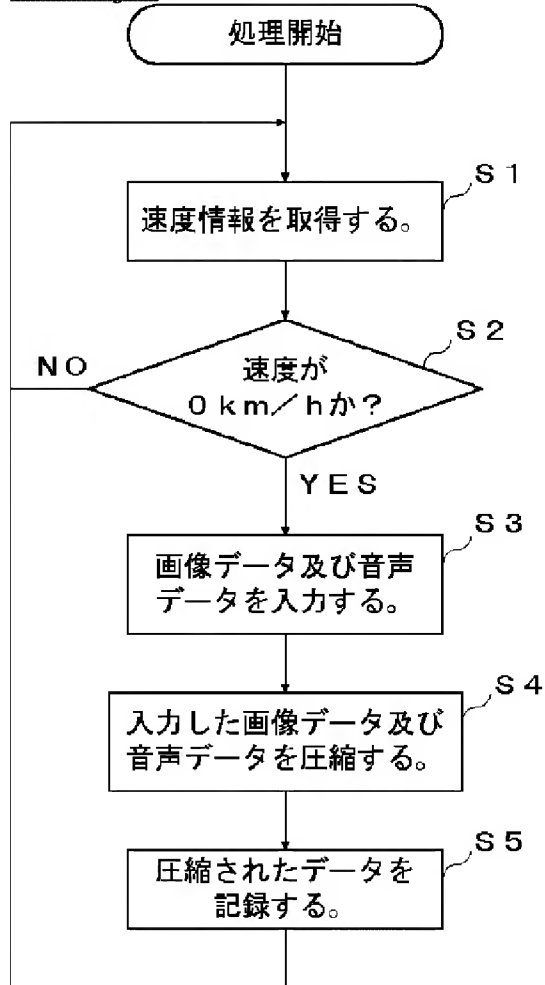 処理開始
S1
速度情報を取得する。
S2
速度が
0km/hか?
NO
YES
S3
画像データ及び音声
データを入力する。
S4
入力した画像データ及び
音声データを圧縮する。
S5
圧縮されたデータを
記録する。